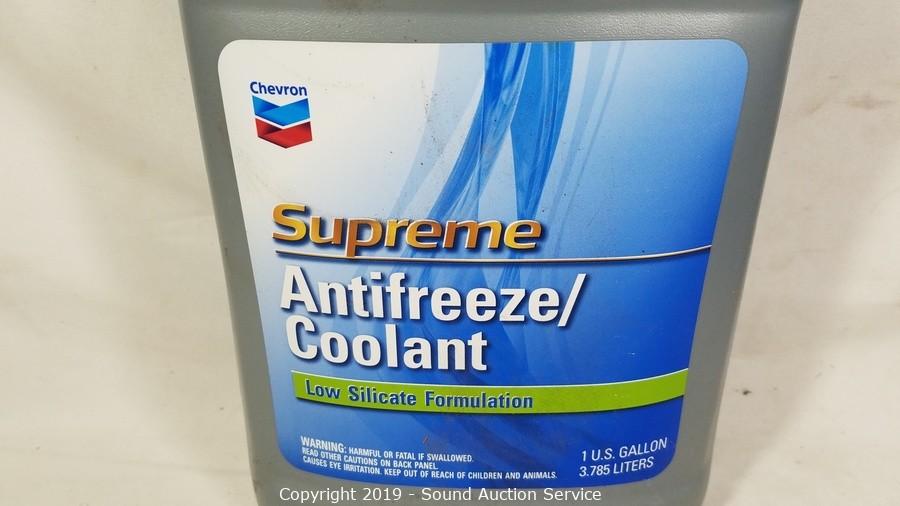 Chevron
Supreme
Antifreeze/
Coolant
Low Silicate Formulation
WARNING: HARMFUL OR FATAL IF SWALLOWED.
READ OTHER CAUTIONS ON BACK PANEL.
CAUSES EYE IRRITATION. KEEP OUT OF REACH OF CHILDREN AND ANIMALS.
1 U.S. GALLON
3.785 LITERS
Copyright 2019 - Sound Auction Service